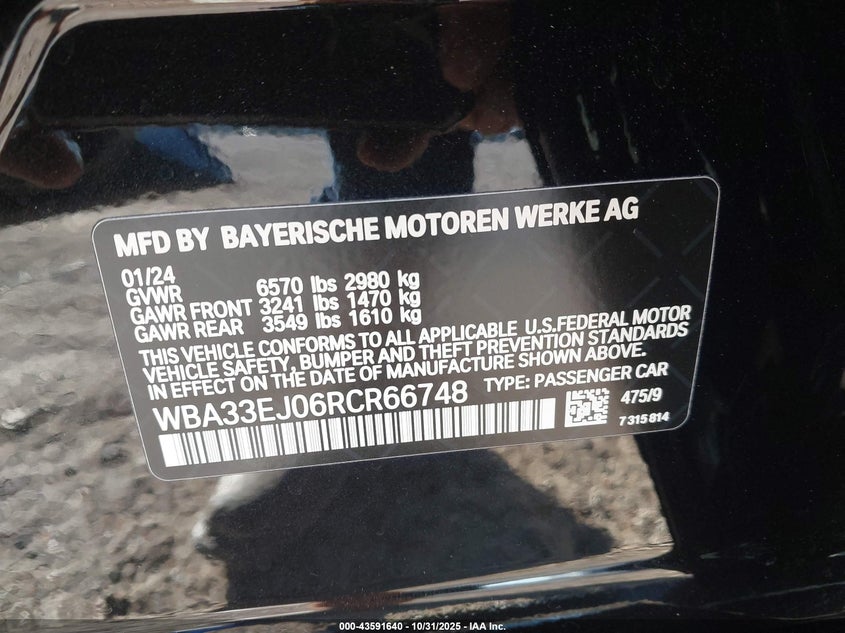 MFD BY BAYERISCHE MOTOREN WERKE AG
01/24
GVWR 6570 lbs 2980 kg
GAWR FRONT 3241 lbs 1470 kg
GAWR REAR 3549 lbs 1610 kg
THIS VEHICLE CONFORMS TO ALL APPLICABLE U.S.FEDERAL MOTOR
VEHICLE SAFETY, BUMPER AND THEFT PREVENTION STANDARDS
IN EFFECT ON THE DATE OF MANUFACTURE SHOWN ABOVE.
WBA33EJ06RCR66748 TYPE: PASSENGER CAR
475/9
7 315 814
000-43591640 - 10/31/2025 - IAA Inc.